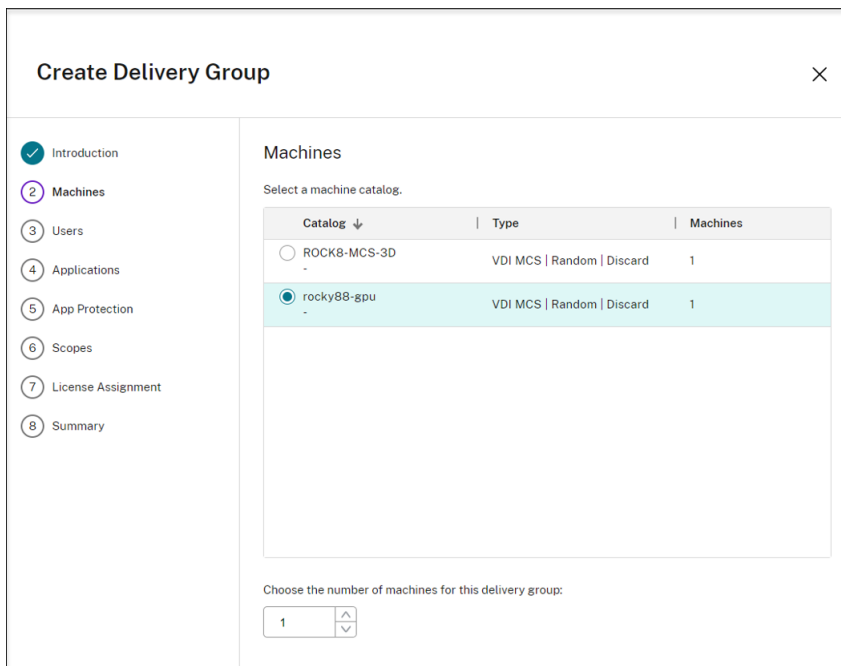 Create Delivery Group
Introduction
2 Machines
3 Users
4 Applications
5 App Protection
6 Scopes
7 License Assignment
8 Summary
Machines
Select a machine catalog.
Catalog ↓ | Type | Machines
ROCK8-MCS-3D
-
VDI MCS | Random | Discard 1
rocky88-gpu
-
VDI MCS | Random | Discard 1
Choose the number of machines for this delivery group:
1